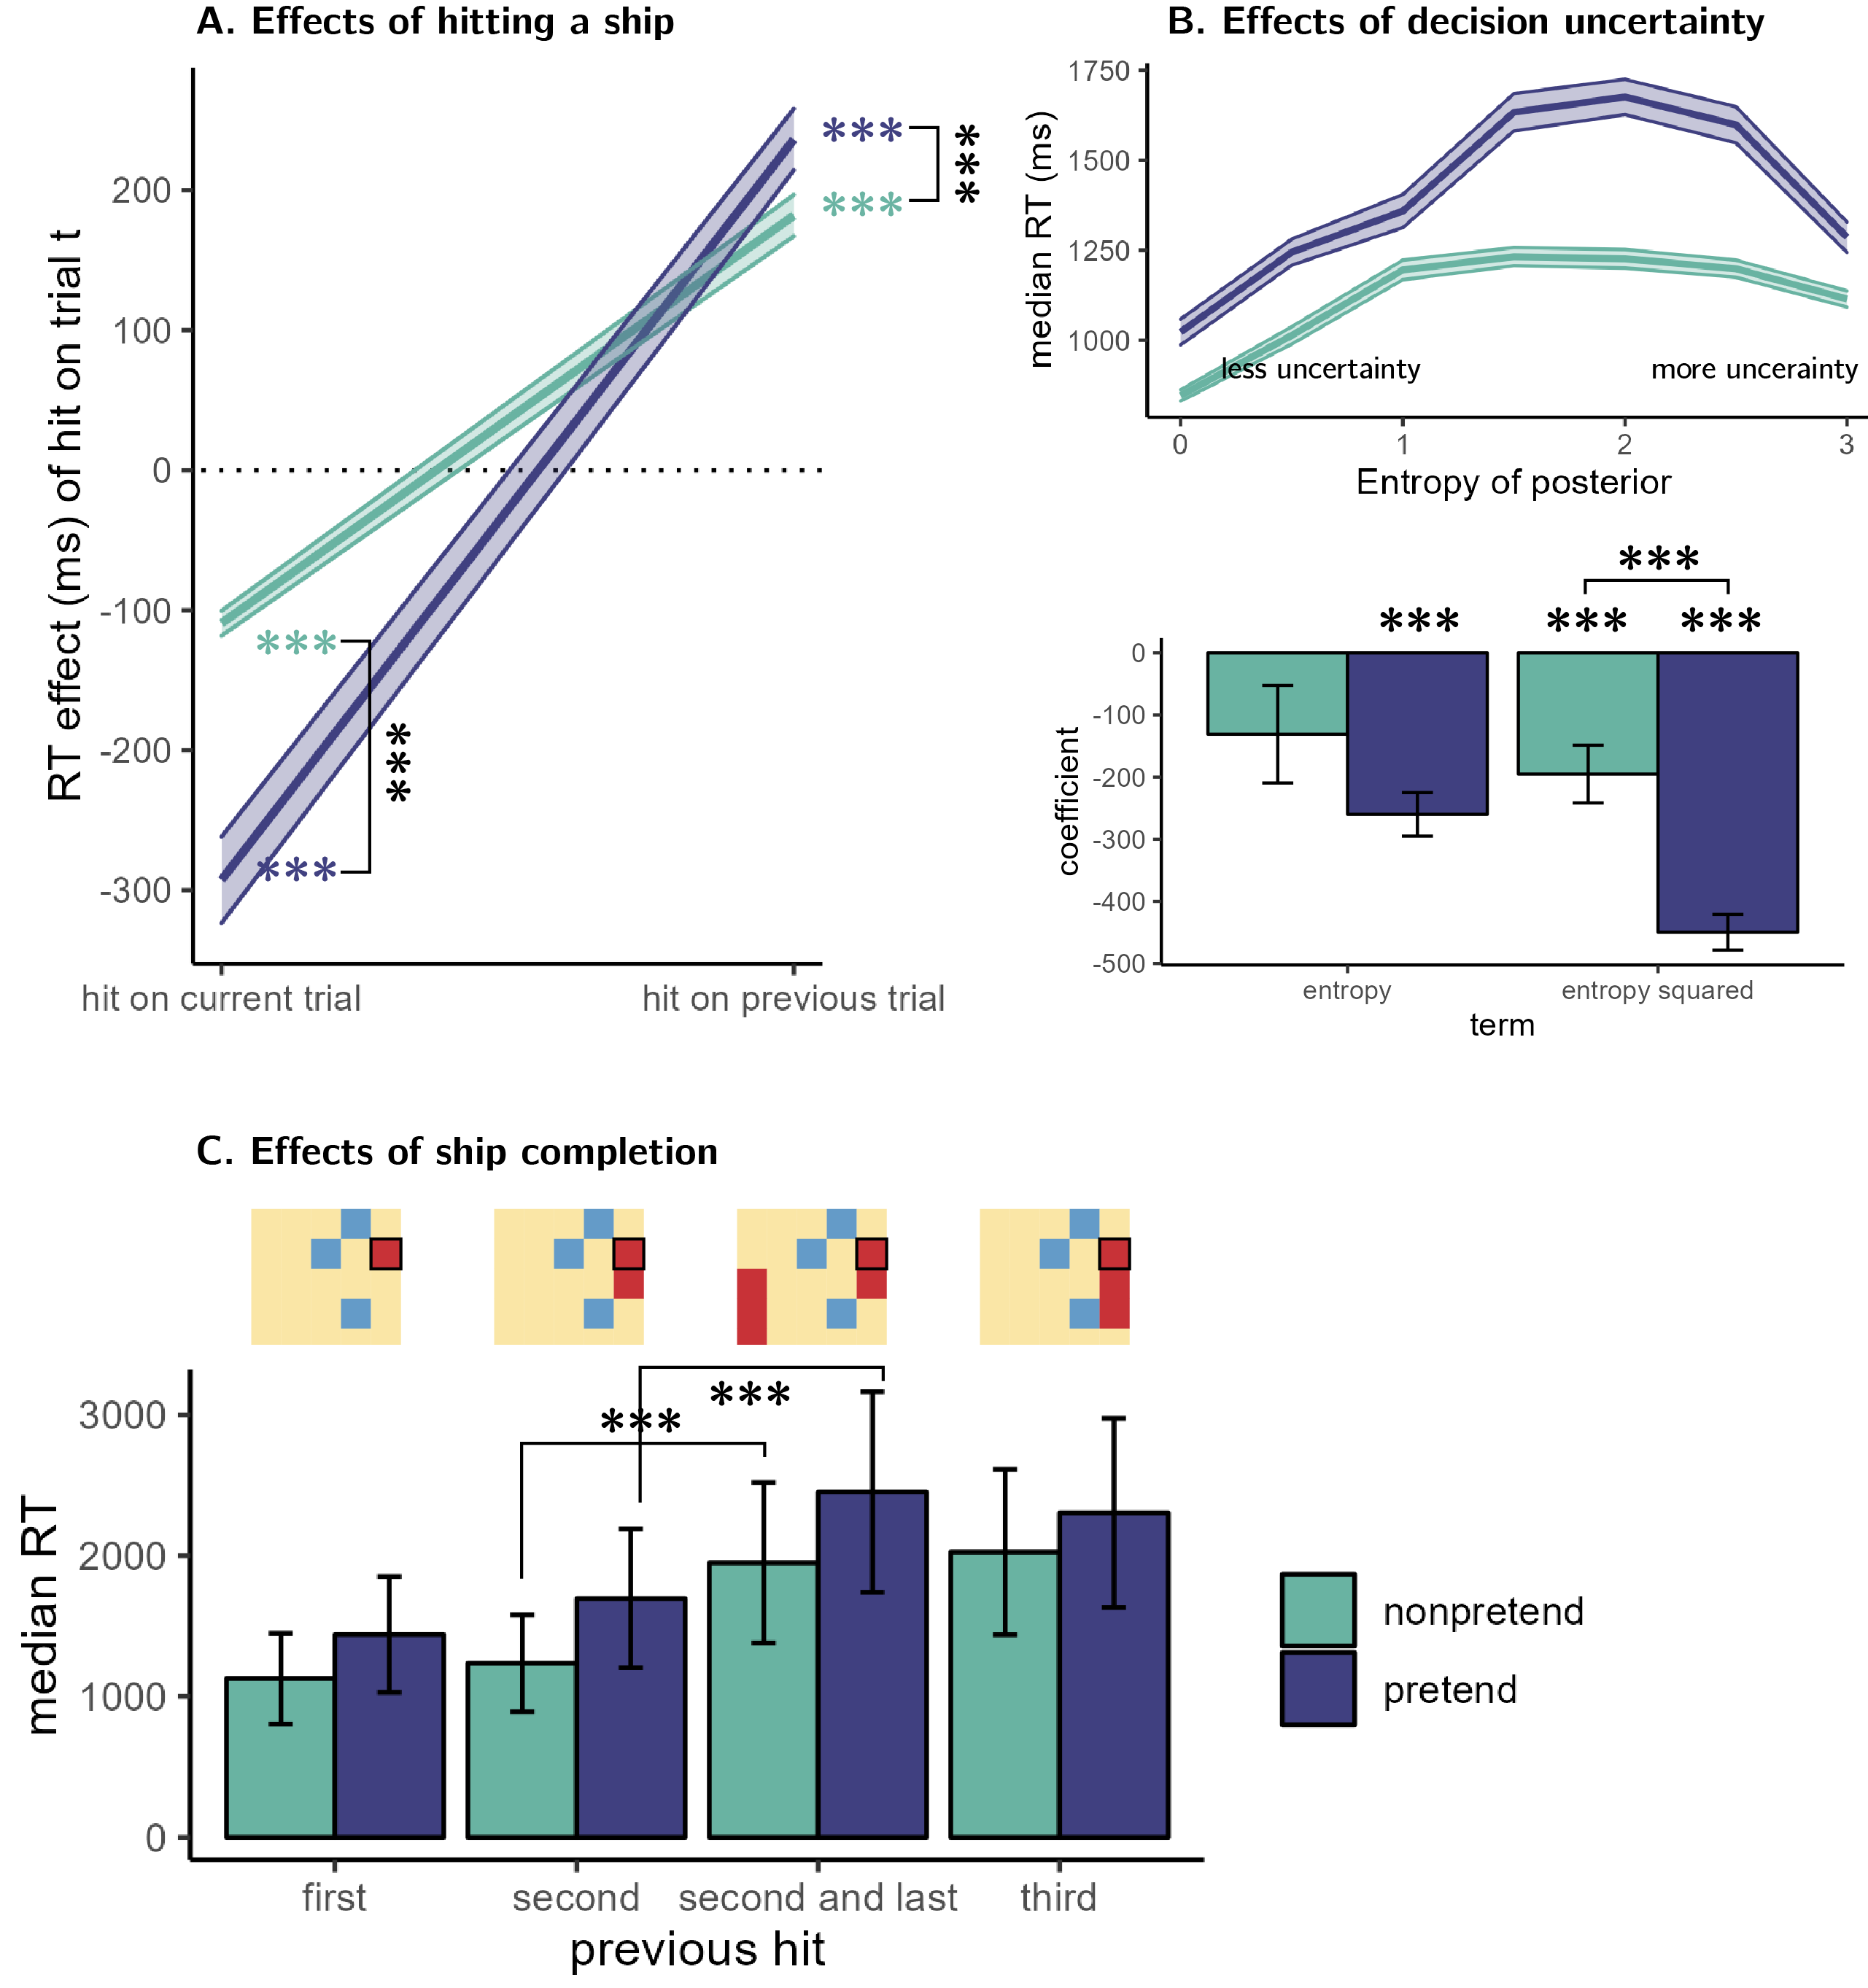 A. Effects of hitting a ship
RT effect (ms) of hit on trial t
200
100
0
-100
-200
-300
***
***
***
***
***
***
hit on current trial
hit on previous trial
B. Effects of decision uncertainty
median RT (ms)
1750
1500
1250
1000
less uncertainty
more uncerainty
0
1
2
3
Entropy of posterior
***
***
***
***
coefficient
0
-100
-200
-300
-400
-500
entropy
entropy squared
term
C. Effects of ship completion
median RT
3000
2000
1000
0
***
***
first
second
second and last
third
previous hit
nonpretend
pretend